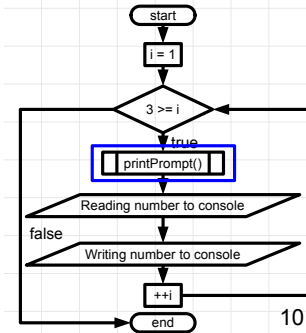 start
i = 1
3 >= i
true
printPrompt()
Reading number to console
false
Writing number to console
++i
end
10